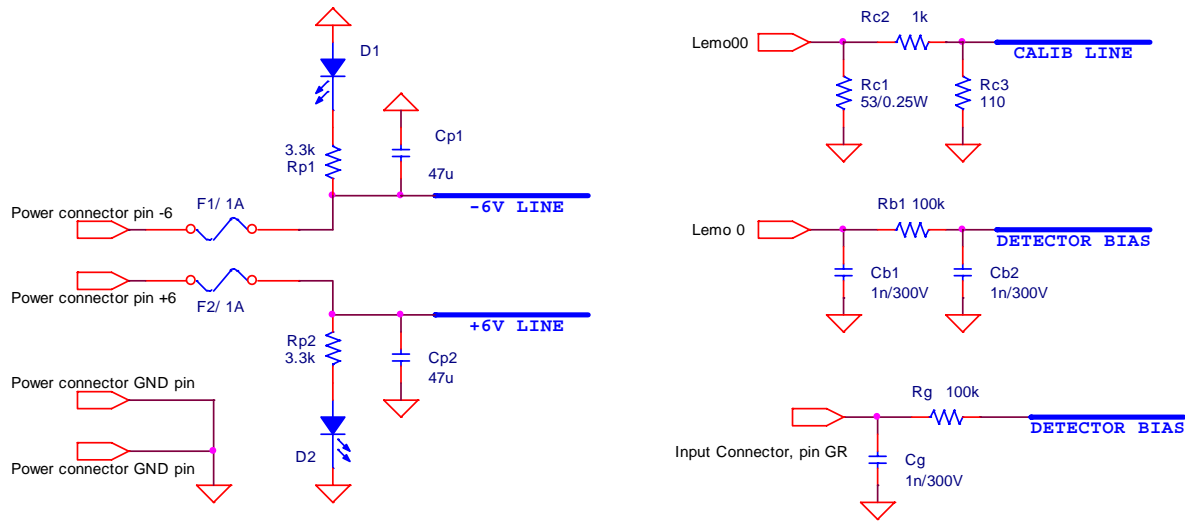 D1
3.3k
Rp1
Cp1
47u
-6V LINE
Power connector pin -6
F1/ 1A
Power connector pin +6
F2/ 1A
+6V LINE
Rp2
3.3k
Cp2
47u
Power connector GND pin
Power connector GND pin
D2
Rc2 1k
Lemo00
CALIB LINE
Rc1
53/0.25W
Rc3
110
Rb1 100k
Lemo 0
DETECTOR BIAS
Cb1
1n/300V
Cb2
1n/300V
Rg 100k
DETECTOR BIAS
Input Connector, pin GR
Cg
1n/300V